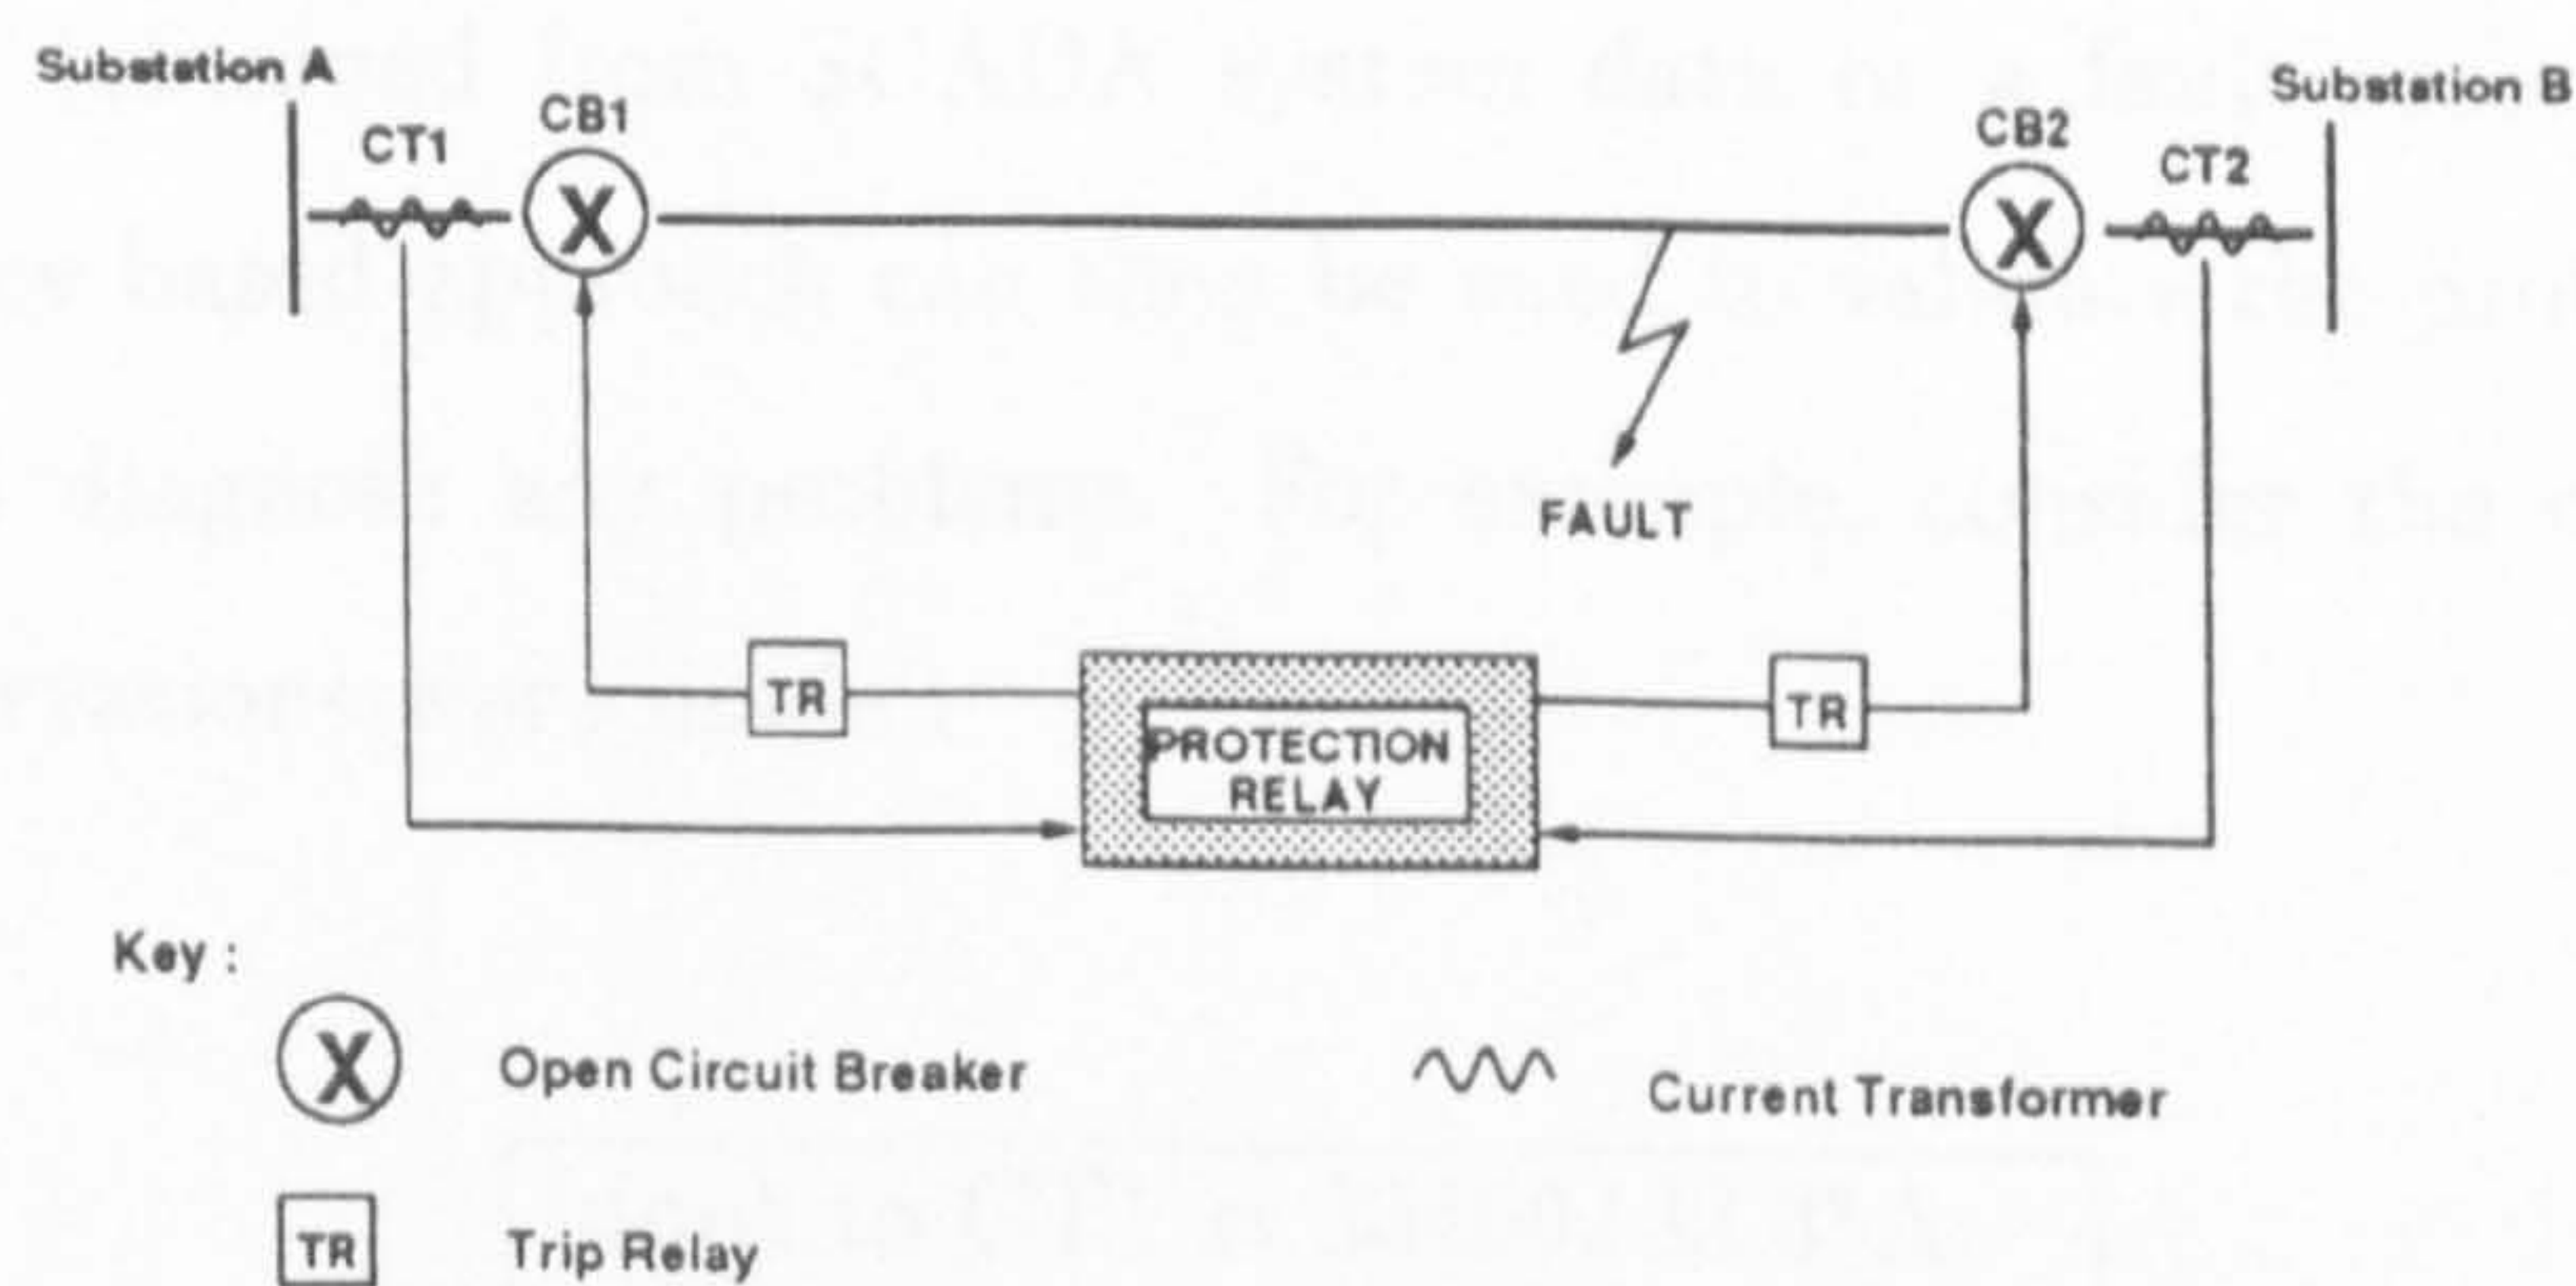 Substation A
Substation B
CT1
CB1
CB2
CT2
FAULT
TR
PROTECTION
RELAY
TR
Key :
X
Open Circuit Breaker
Current Transformer
TR
Trip Relay